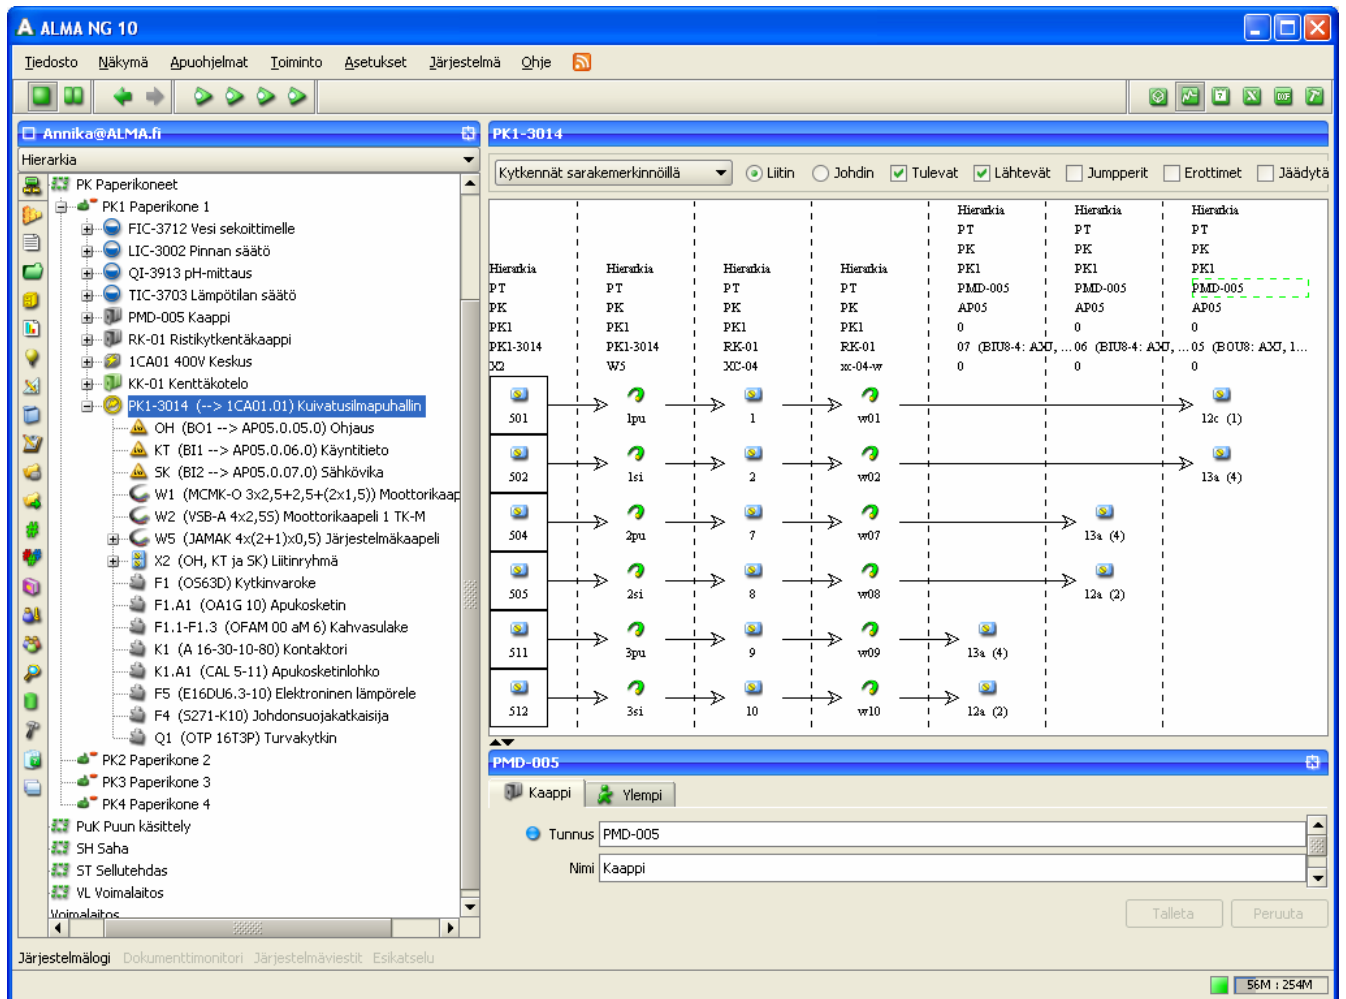 ALMA NG 10
Tiedosto Näkymä Apuohjelmat Toiminto Asetukset Järjestelmä Ohje
Annika@ALMA.fi
Hierarkia
PK Paperikoneet
PK1 Paperikone 1
FIC-3712 Vesi sekoittimelle
LIC-3002 Pinnan säätö
QI-3913 pH-mittaus
TIC-3703 Lämpötilan säätö
PMD-005 Kaappi
RK-01 Ristikytkentäkaappi
1CA01 400V Keskus
KK-01 Kenttäkotelo
PK1-3014 (--> 1CA01.01) Kuivatusilmapuhallin
OH (BO1 --> AP05.0.05.0) Ohjaus
KT (BI1 --> AP05.0.06.0) Käyntitieto
SK (BI2 --> AP05.0.07.0) Sähkövika
W1 (MCMK-O 3x2,5+2,5+(2x1,5)) Moottorikaap
W2 (VSB-A 4x2,5S) Moottorikaapeli 1 TK-M
W5 (JAMAK 4x(2+1)x0,5) Järjestelmäkaapeli
X2 (OH, KT ja SK) Liitinryhmä
F1 (OS63D) Kytkinvaroke
F1.A1 (OA1G 10) Apukosketin
F1.1-F1.3 (OFAM 00 aM 6) Kahvasulake
K1 (A 16-30-10-80) Kontaktori
K1.A1 (CAL 5-11) Apukosketinlohko
F5 (E16DU6.3-10) Elektroninen lämpörele
F4 (S271-K10) Johdonsuojakatkaisija
Q1 (OTP 16T3P) Turvakytkin
PK2 Paperikone 2
PK3 Paperikone 3
PK4 Paperikone 4
PuK Puun käsittely
SH Saha
ST Sellutehdas
VL Voimalaitos
Voimalaitos
PK1-3014
Kytkennät sarakemerkinnöillä Liitin Johdin Tulevat Lähtevät Jumpperit Erottimet Jäädytä
Hierarkia Hierarkia Hierarkia
PT PT PT
PK PK PK
Hierarkia Hierarkia Hierarkia Hierarkia PK1 PK1 PK1
PT PT PT PT PMD-005 PMD-005 PMD-005
PK PK PK PK AP05 AP05 AP05
PK1 PK1 PK1 PK1 0 0 0
PK1-3014 PK1-3014 RK-01 RK-01 07 (BIU8-4: AXJ, ... 06 (BIU8-4: AXJ, ... 05 (BOU8: AXJ, 1...
X2 W5 XC-04 xc-04-w 0 0 0
501 1pu 1 w01 12c (1)
502 1si 2 w02 13a (4)
504 2pu 7 w07 13a (4)
505 2si 8 w08 12a (2)
511 3pu 9 w09 13a (4)
512 3si 10 w10 12a (2)
PMD-005
Kaappi Ylempi
Tunnus PMD-005
Nimi Kaappi
Talleta Peruuta
Järjestelmälogi Dokumenttimonitori Järjestelmäviestit Esikatselu
56M : 254M